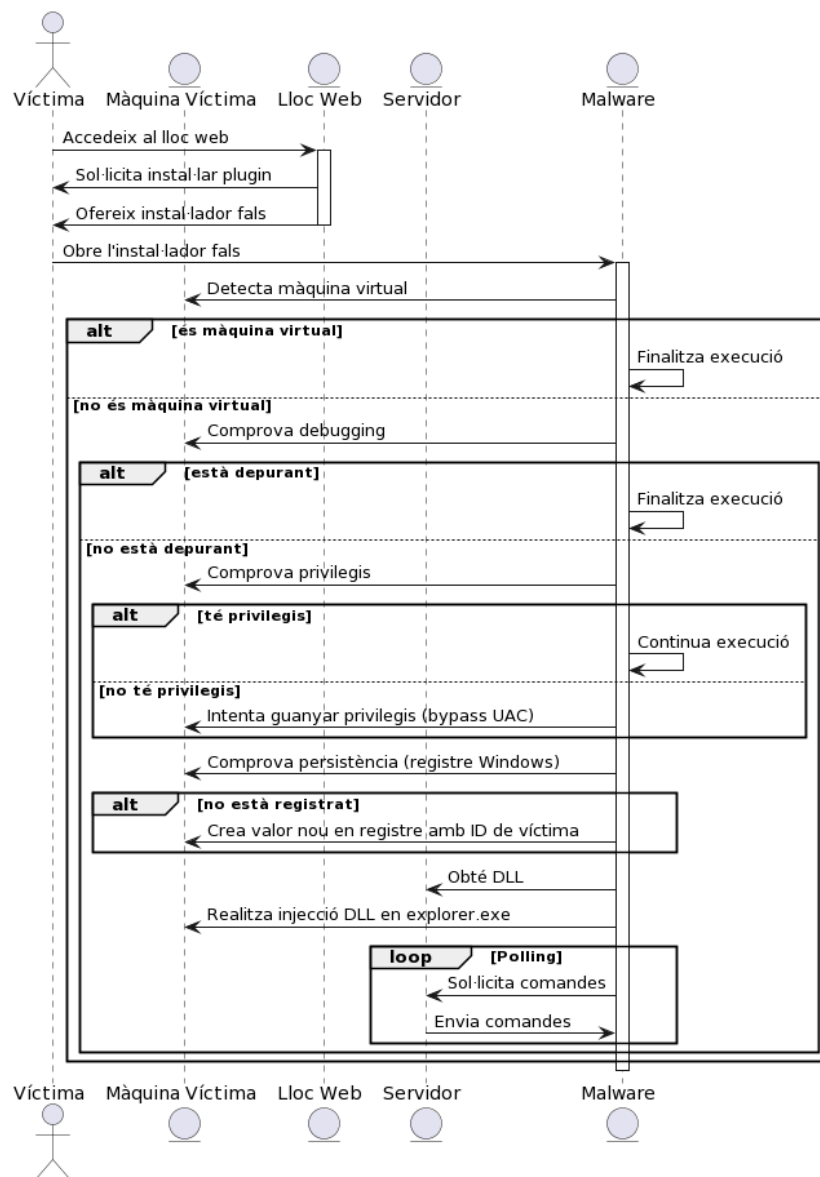 Víctima Màquina Víctima Lloc Web Servidor Malware
Accedeix al lloc web
Sol·licita instal·lar plugin
Ofereix instal·lador fals
Obre l'instal·lador fals
Detecta màquina virtual
alt [és màquina virtual]
Finalitza execució
[no és màquina virtual]
Comprova debugging
alt [està depurant]
Finalitza execució
[no està depurant]
Comprova privilegis
alt [té privilegis]
Continua execució
[no té privilegis]
Intenta guanyar privilegis (bypass UAC)
Comprova persistència (registre Windows)
alt [no està registrat]
Crea valor nou en registre amb ID de víctima
Obté DLL
Realitza injecció DLL en explorer.exe
loop [Polling]
Sol·licita comandes
Envia comandes
Víctima Màquina Víctima Lloc Web Servidor Malware